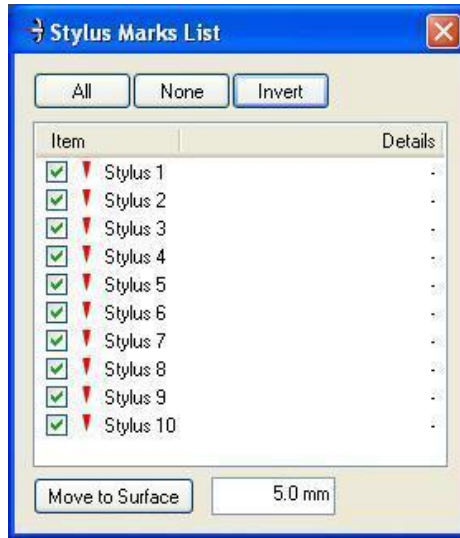 Stylus Marks List
All None Invert
Item Details
Stylus 1 -
Stylus 2 -
Stylus 3 -
Stylus 4 -
Stylus 5 -
Stylus 6 -
Stylus 7 -
Stylus 8 -
Stylus 9 -
Stylus 10 -
Move to Surface 5.0 mm